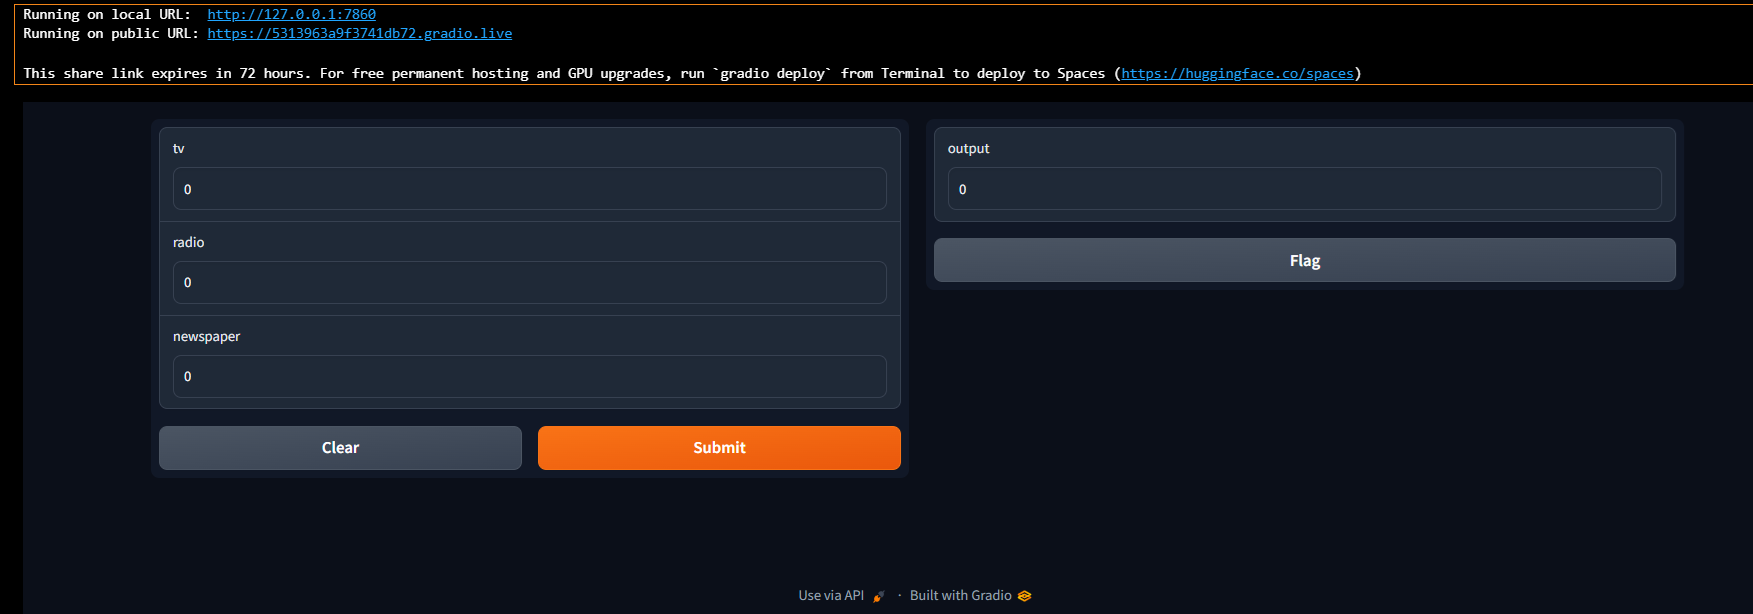 Running on local URL:  http://127.0.0.1:7860
Running on public URL: https://5313963a9f3741db72.gradio.live
This share link expires in 72 hours. For free permanent hosting and GPU upgrades, run `gradio deploy` from Terminal to deploy to Spaces (https://huggingface.co/spaces)
tv
0
radio
0
newspaper
0
Clear
Submit
output
0
Flag
Use via API · Built with Gradio